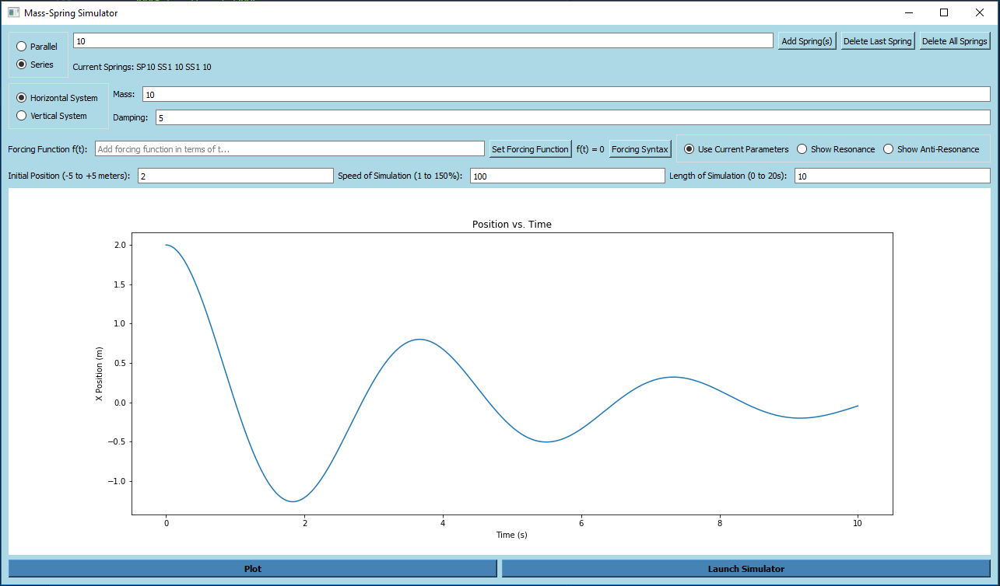 Mass-Spring Simulator
Parallel
10
Add Spring(s)
Delete Last Spring
Delete All Springs
Series
Current Springs: SP10 SS1 10 SS1 10
Horizontal System
Mass:
10
Vertical System
Damping:
5
Forcing Function f(t):
Add forcing function in terms of t...
Set Forcing Function
f(t) = 0
Forcing Syntax
Use Current Parameters
Show Resonance
Show Anti-Resonance
Initial Position (-5 to +5 meters):
2
Speed of Simulation (1 to 150%):
100
Length of Simulation (0 to 20s):
10
Position vs. Time
2.0
1.5
1.0
0.5
0.0
−0.5
−1.0
X Position (m)
0
2
4
6
8
10
Time (s)
Plot
Launch Simulator